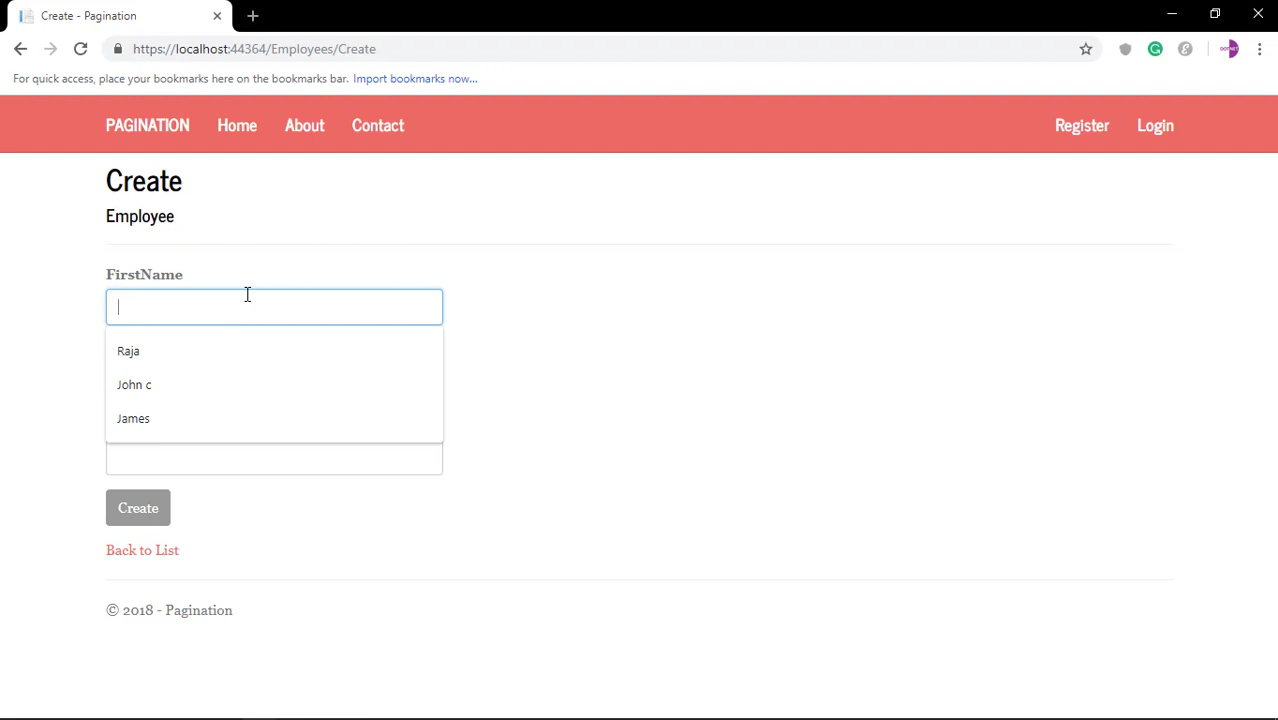 Create - Pagination
https://localhost:44364/Employees/Create
For quick access, place your bookmarks here on the bookmarks bar. Import bookmarks now...
PAGINATION Home About Contact Register Login
Create
Employee
FirstName
Raja
John c
James
Create
Back to List
© 2018 - Pagination